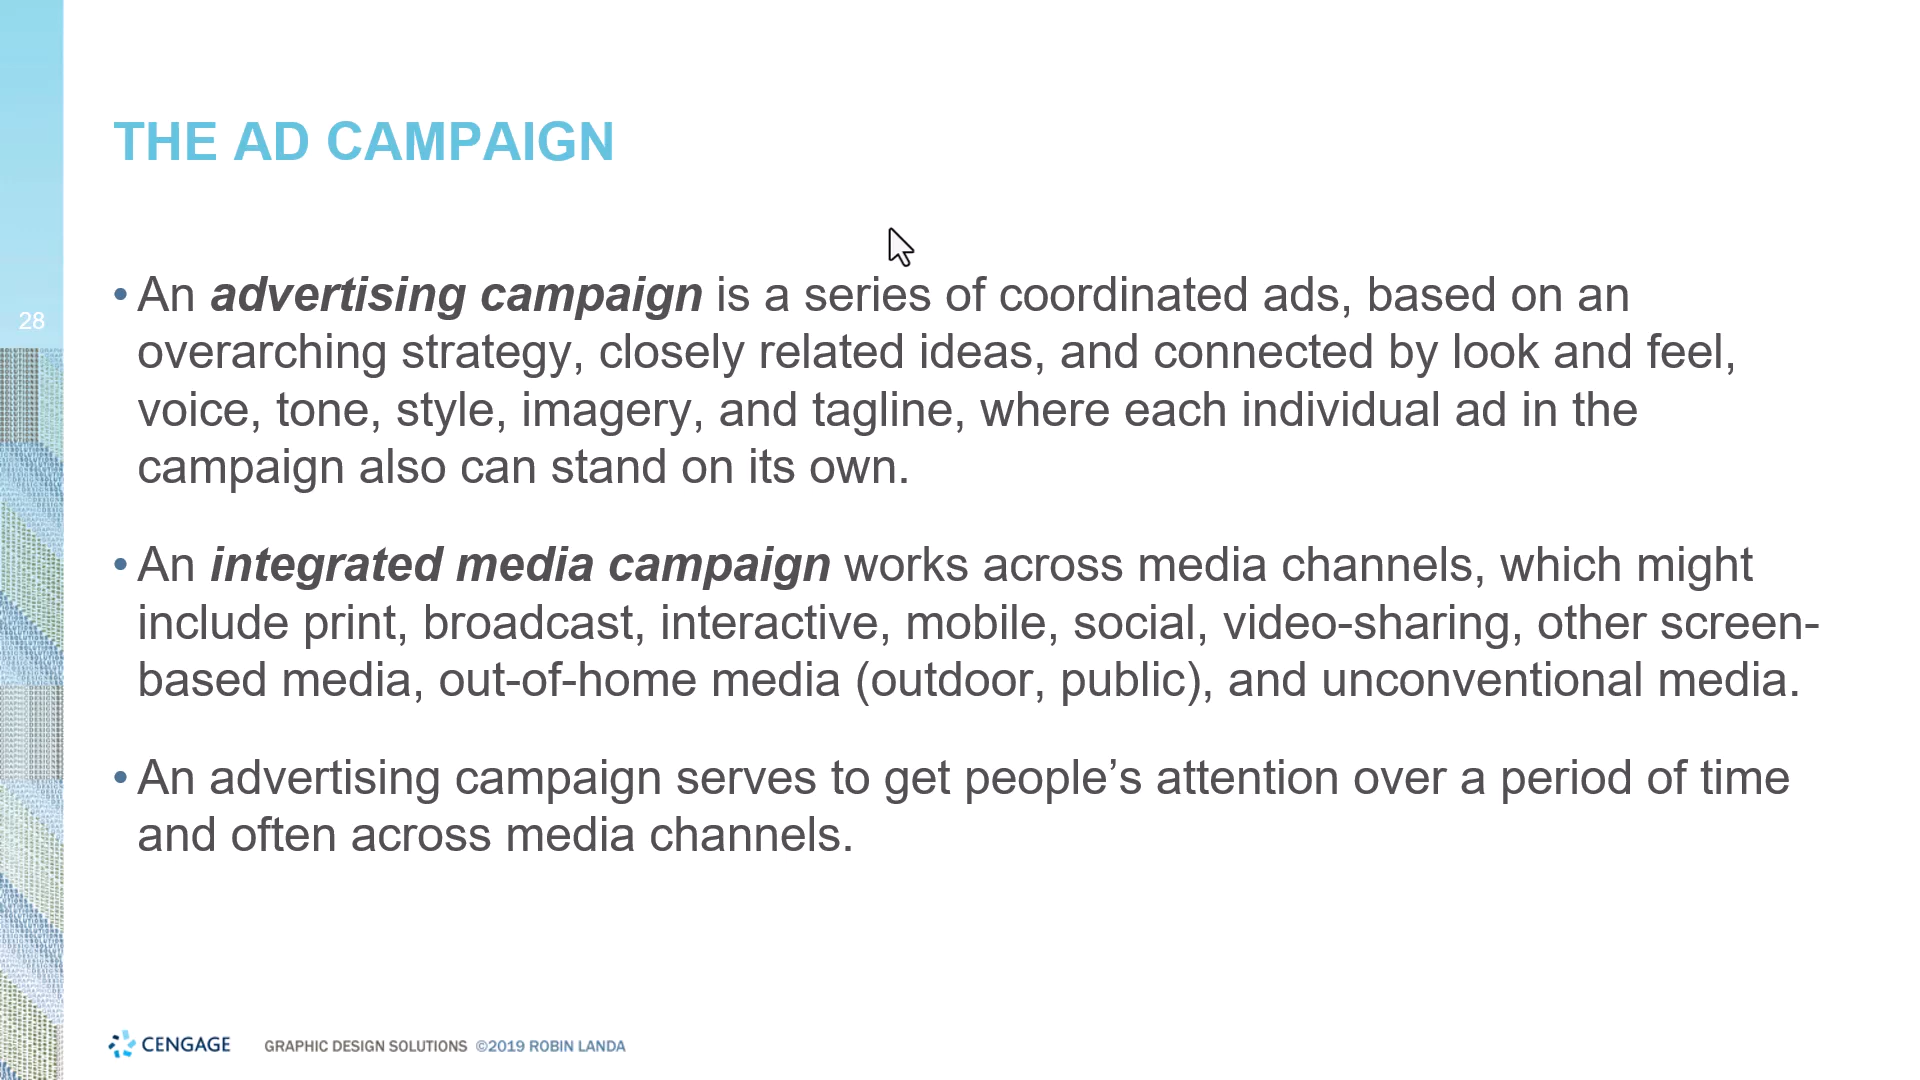 THE AD CAMPAIGN
• An advertising campaign is a series of coordinated ads, based on an
overarching strategy, closely related ideas, and connected by look and feel,
28
voice, tone, style, imagery, and tagline, where each individual ad in the
campaign also can stand on its own.
• An integrated media campaign works across media channels, which might
include print, broadcast, interactive, mobile, social, video-sharing, other screen-
based media, out-of-home media (outdoor, public), and unconventional media.
• An advertising campaign serves to get people’s attention over a period of time
and often across media channels.
CENGAGE GRAPHIC DESIGN SOLUTIONS ©2019 ROBIN LANDA